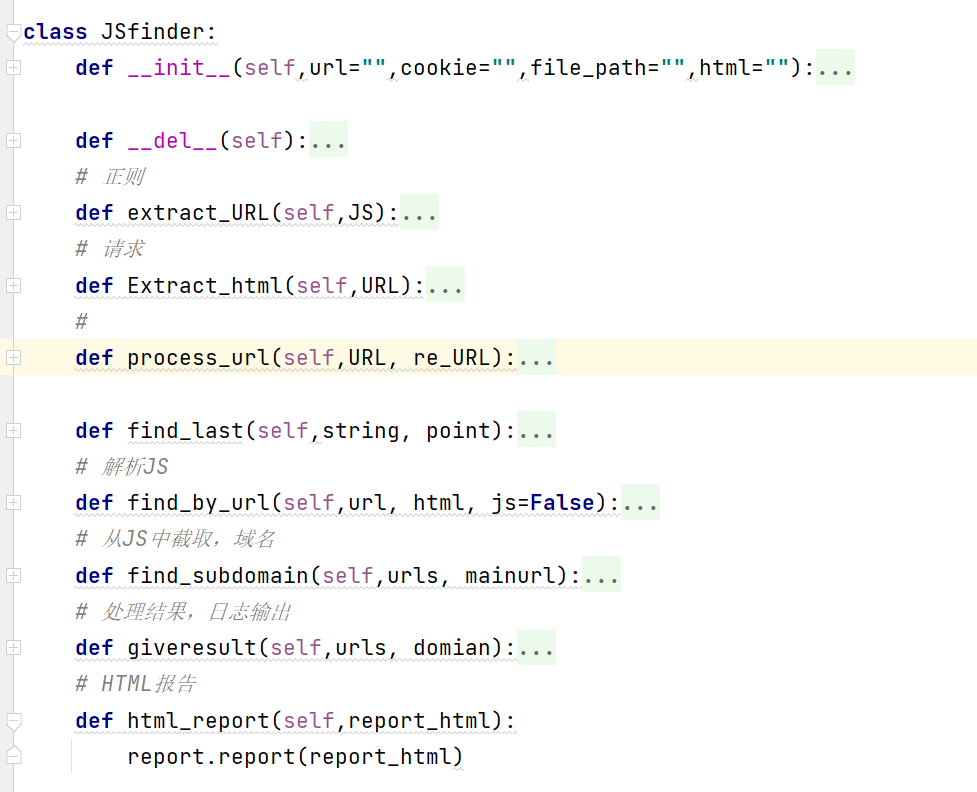 class JSfinder:
def __init__(self,url="",cookie="",file_path="",html=""):...
def __del__(self):...
# 正则
def extract_URL(self,JS):...
# 请求
def Extract_html(self,URL):...
#
def process_url(self,URL, re_URL):...
def find_last(self,string, point):...
# 解析JS
def find_by_url(self,url, html, js=False):...
# 从JS中截取，域名
def find_subdomain(self,urls, mainurl):...
# 处理结果，日志输出
def giveresult(self,urls, domian):...
# HTML报告
def html_report(self,report_html):
report.report(report_html)